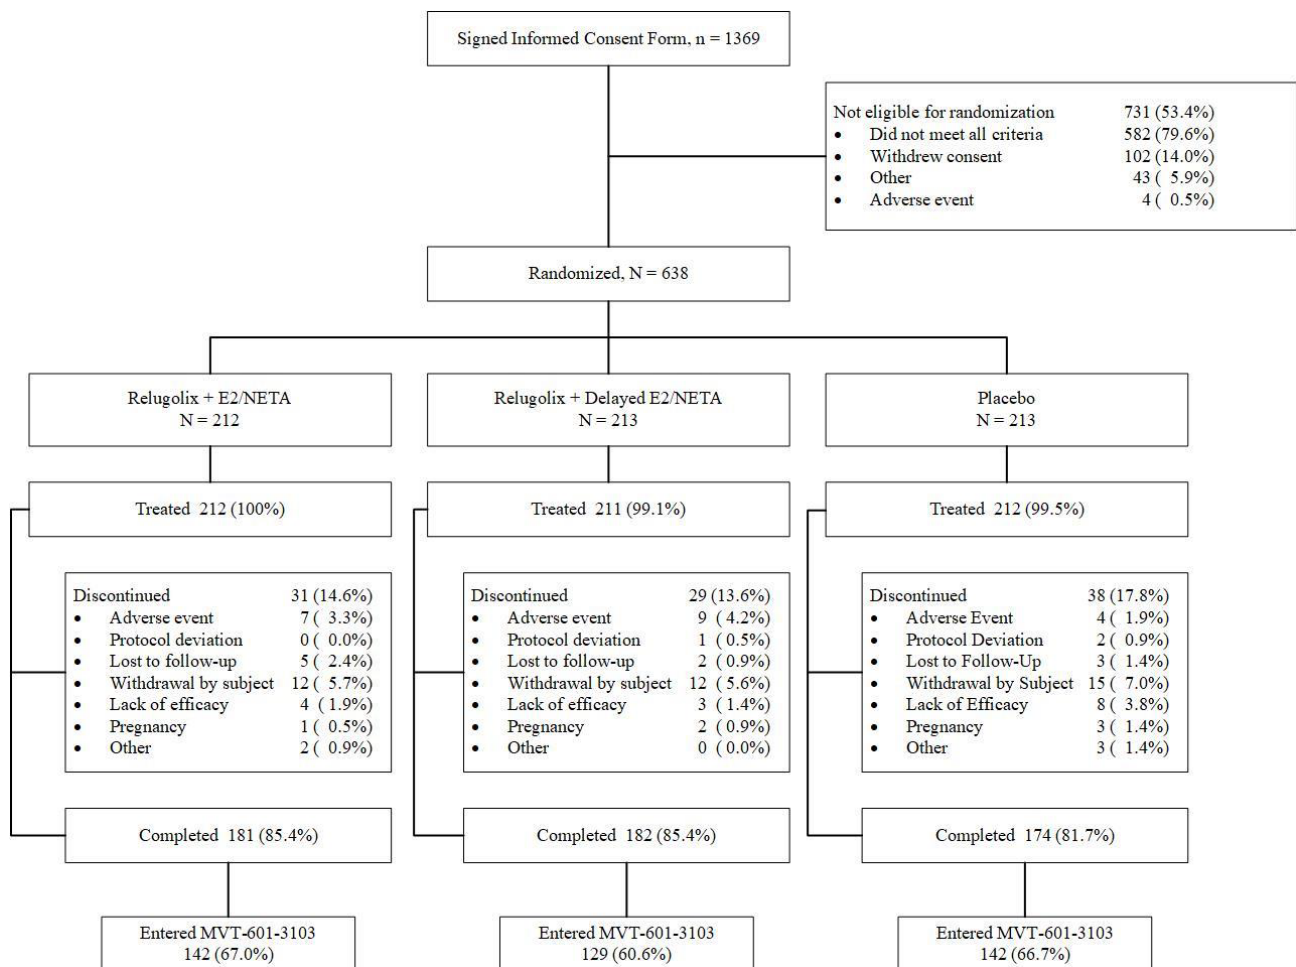 Signed Informed Consent Form, n = 1369
Not eligible for randomization 731 (53.4%)
• Did not meet all criteria 582 (79.6%)
• Withdrew consent 102 (14.0%)
• Other 43 ( 5.9%)
• Adverse event 4 ( 0.5%)
Randomized, N = 638
Relugolix + E2/NETA
N = 212
Relugolix + Delayed E2/NETA
N = 213
Placebo
N = 213
Treated 212 (100%)
Treated 211 (99.1%)
Treated 212 (99.5%)
Discontinued 31 (14.6%)
• Adverse event 7 ( 3.3%)
• Protocol deviation 0 ( 0.0%)
• Lost to follow-up 5 ( 2.4%)
• Withdrawal by subject 12 ( 5.7%)
• Lack of efficacy 4 ( 1.9%)
• Pregnancy 1 ( 0.5%)
• Other 2 ( 0.9%)
Discontinued 29 (13.6%)
• Adverse event 9 ( 4.2%)
• Protocol deviation 1 ( 0.5%)
• Lost to follow-up 2 ( 0.9%)
• Withdrawal by subject 12 ( 5.6%)
• Lack of efficacy 3 ( 1.4%)
• Pregnancy 2 ( 0.9%)
• Other 0 ( 0.0%)
Discontinued 38 (17.8%)
• Adverse Event 4 ( 1.9%)
• Protocol Deviation 2 ( 0.9%)
• Lost to Follow-Up 3 ( 1.4%)
• Withdrawal by Subject 15 ( 7.0%)
• Lack of Efficacy 8 ( 3.8%)
• Pregnancy 3 ( 1.4%)
• Other 3 ( 1.4%)
Completed 181 (85.4%)
Completed 182 (85.4%)
Completed 174 (81.7%)
Entered MVT-601-3103
142 (67.0%)
Entered MVT-601-3103
129 (60.6%)
Entered MVT-601-3103
142 (66.7%)